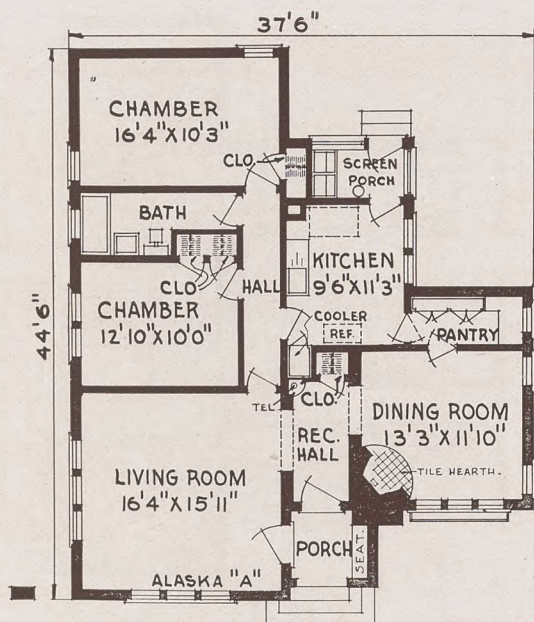 37'6"
44'6"
CHAMBER
16'4"X10'3"
CLO.
SCREEN
PORCH
BATH
KITCHEN
9'6"X11'3"
CLO
HALL
CHAMBER
12'10"X10'0"
COOLER
REF.
PANTRY
TEL.
CLO.
DINING ROOM
13'3"X11'10"
REC.
HALL
TILE HEARTH.
LIVING ROOM
16'4"X15'11"
PORCH
SEAT.
ALASKA "A"